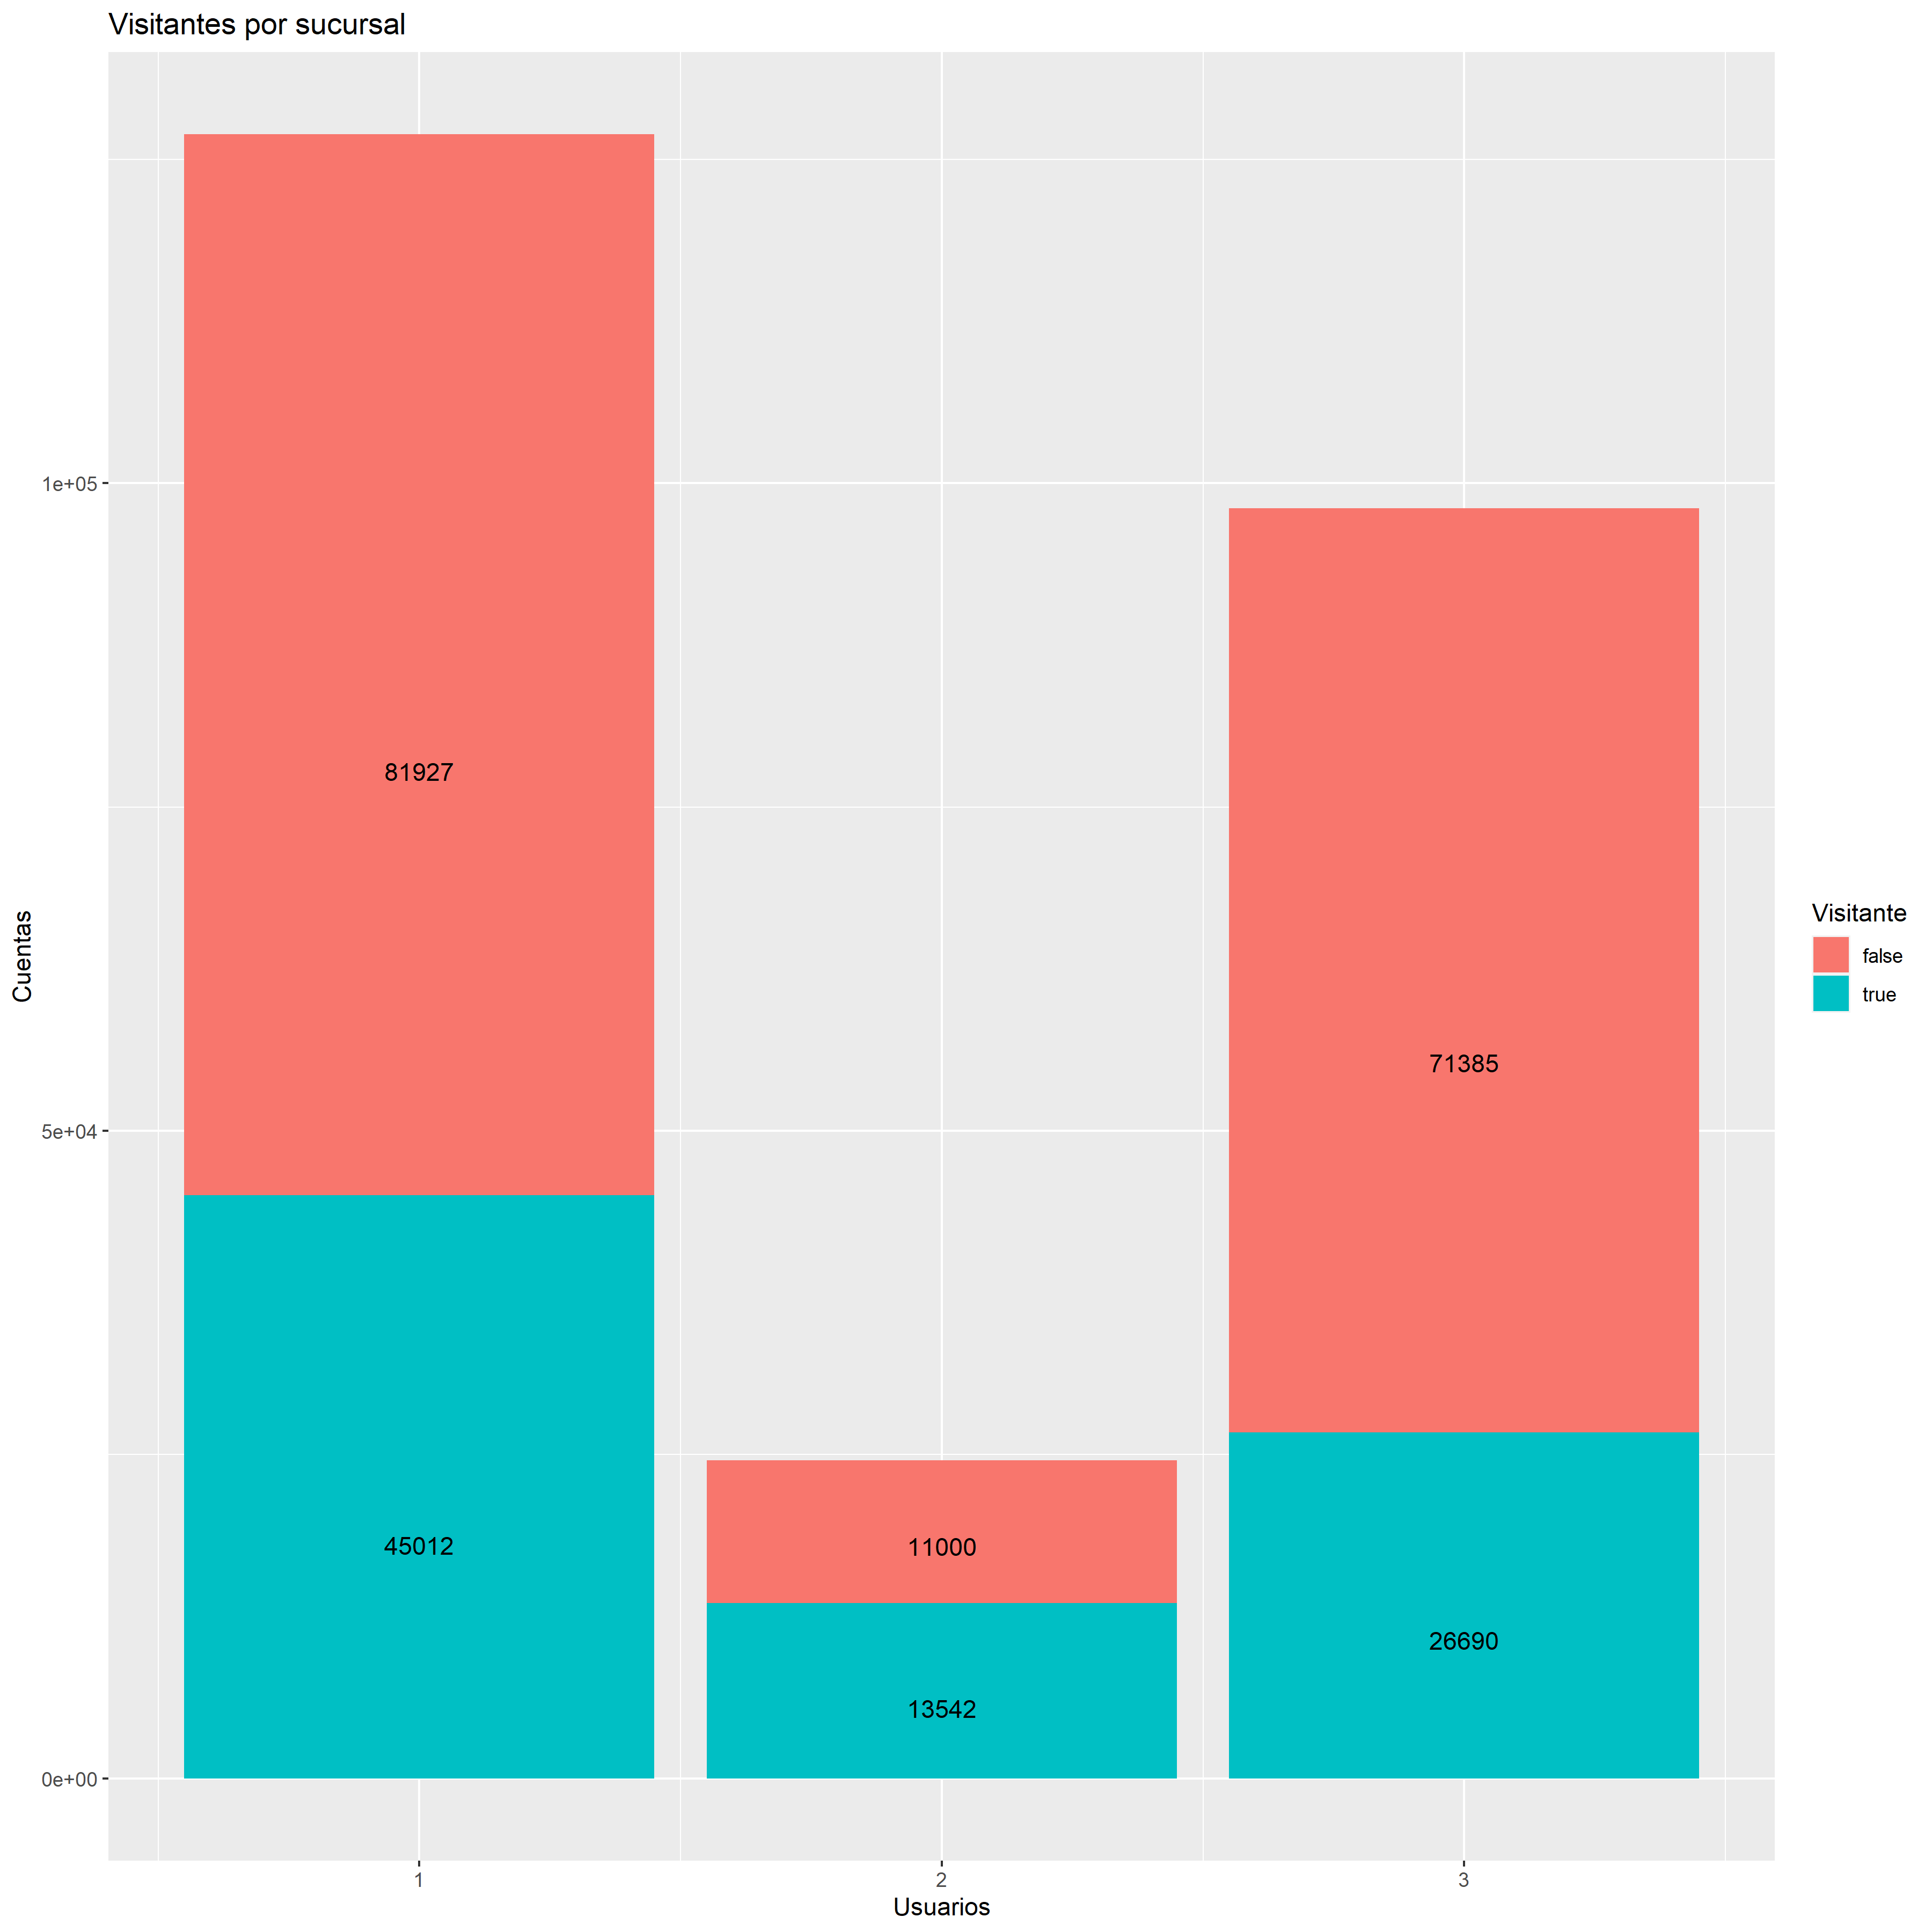 Visitantes por sucursal
1e+05
81927
Cuentas
Visitante
false
true
71385
5e+04
45012
11000
26690
13542
0e+00
1
2
3
Usuarios